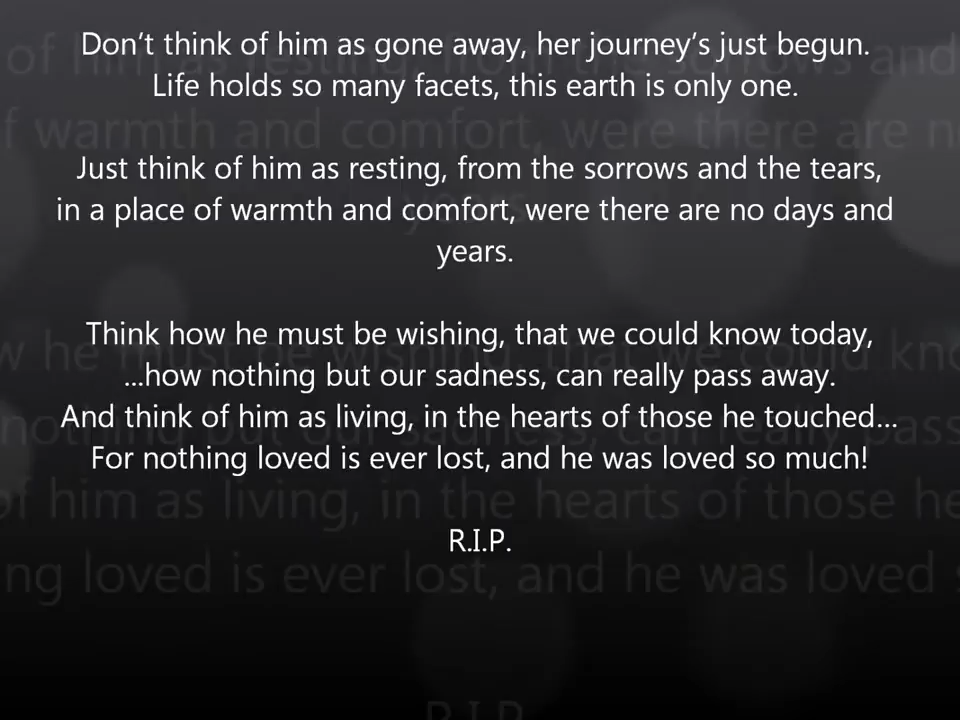 Don’t think of him as gone away, her journey’s just begun.
Life holds so many facets, this earth is only one.
Just think of him as resting, from the sorrows and the tears,
in a place of warmth and comfort, were there are no days and
years.
Think how he must be wishing, that we could know today,
...how nothing but our sadness, can really pass away.
And think of him as living, in the hearts of those he touched...
For nothing loved is ever lost, and he was loved so much!
R.I.P.